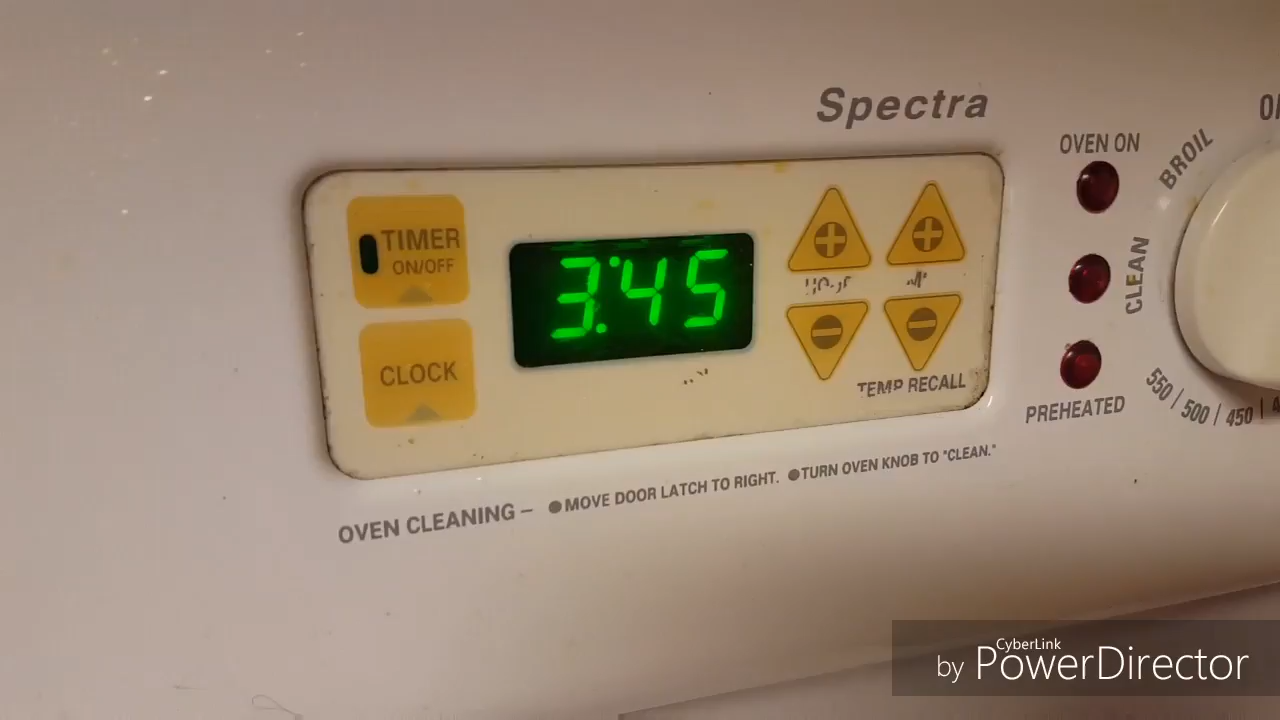 Spectra
OVEN ON
BROIL
TIMER
ON/OFF
3:45
CLEAN
CLOCK
TEMP RECALL
PREHEATED
550 / 500 / 450
OVEN CLEANING – ●MOVE DOOR LATCH TO RIGHT. ●TURN OVEN KNOB TO "CLEAN."
CyberLink
by PowerDirector